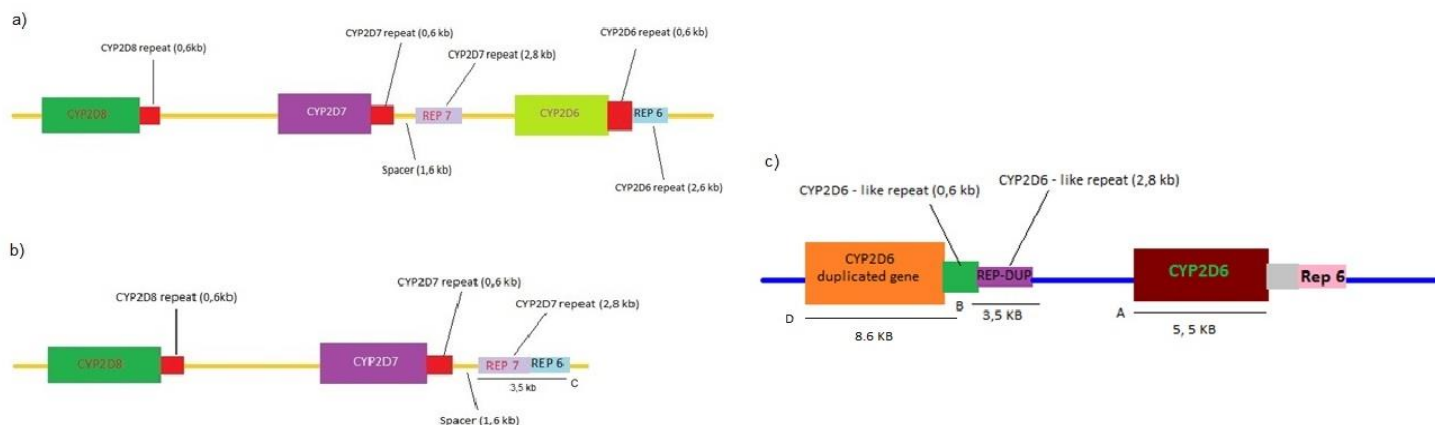 a)
CYP2D8 repeat (0,6kb)
CYP2D7 repeat (0,6 kb)
CYP2D7 repeat (2,8 kb)
CYP2D6 repeat (0,6 kb)
CYP2D8
CYP2D7
REP 7
CYP2D6
REP 6
Spacer (1,6 kb)
CYP2D6 repeat (2,6 kb)
b)
CYP2D8 repeat (0,6kb)
CYP2D7 repeat (0,6 kb)
CYP2D7 repeat (2,8 kb)
CYP2D8
CYP2D7
REP 7
REP 6
3,5 kb
C
Spacer (1,6 kb)
c)
CYP2D6 - like repeat (0,6 kb)
CYP2D6 - like repeat (2,8 kb)
CYP2D6
duplicated gene
REP-DUP
CYP2D6
Rep 6
D
8.6 KB
B
3,5 KB
A
5, 5 KB